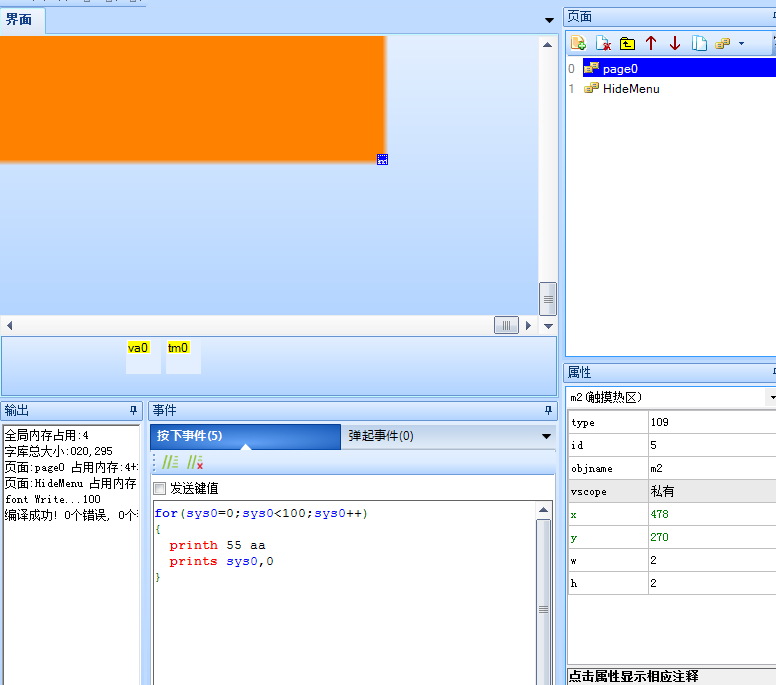 界面
va0 tm0
输出
全局内存占用:4
字库总大小:020,295
页面:page0 占用内存:4+
页面:HideMenu 占用内存
font Write...100
编译成功! 0个错误, 0个
事件
按下事件(5) 弹起事件(0)
发送键值
for(sys0=0;sys0<100;sys0++)
{
printh 55 aa
prints sys0,0
}
页面
0 page0
1 HideMenu
属性
m2(触摸热区)
type 109
id 5
objname m2
vscope 私有
x 478
y 270
w 2
h 2
点击属性显示相应注释